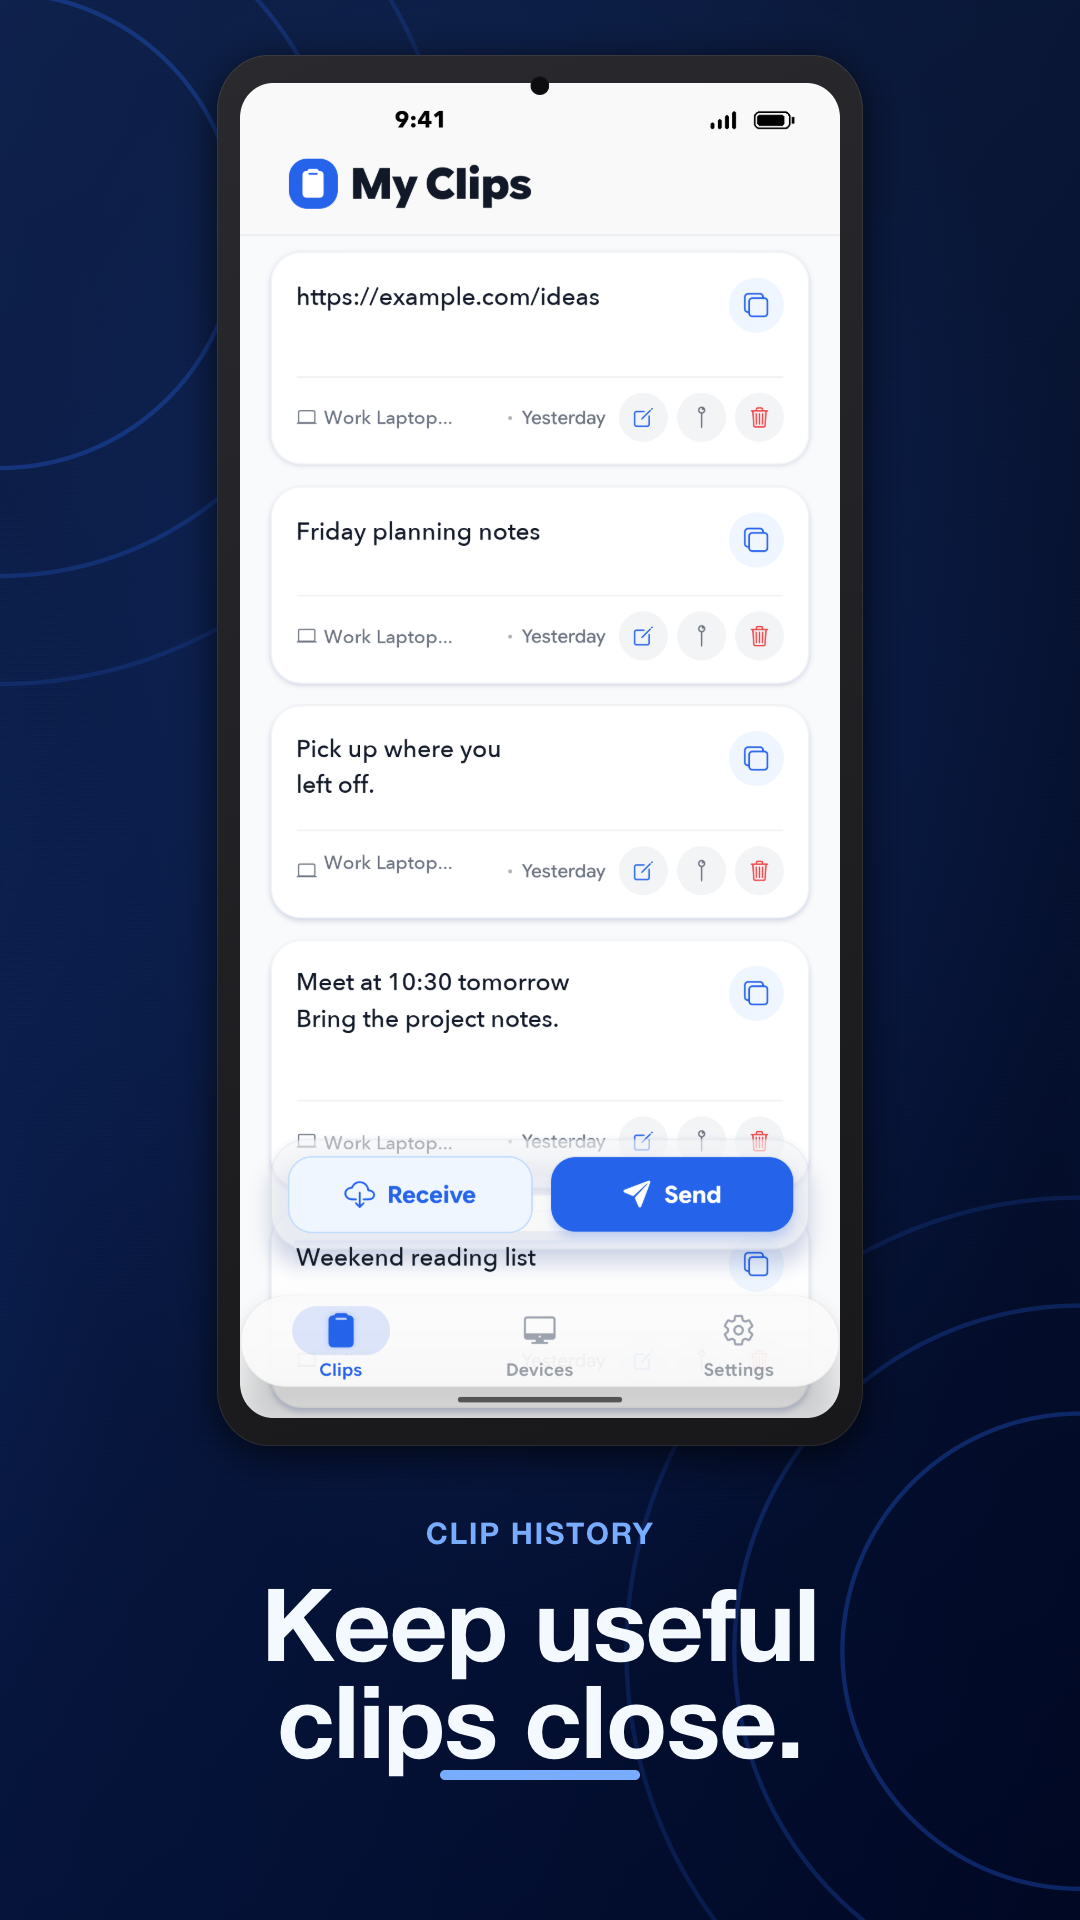 9:41
My Clips
https://example.com/ideas
Work Laptop... • Yesterday
Friday planning notes
Work Laptop... • Yesterday
Pick up where you
left off.
Work Laptop... • Yesterday
Meet at 10:30 tomorrow
Bring the project notes.
Work Laptop... • Yesterday
Receive
Send
Weekend reading list
Yesterday
Clips
Devices
Settings
CLIP HISTORY
Keep useful
clips close.